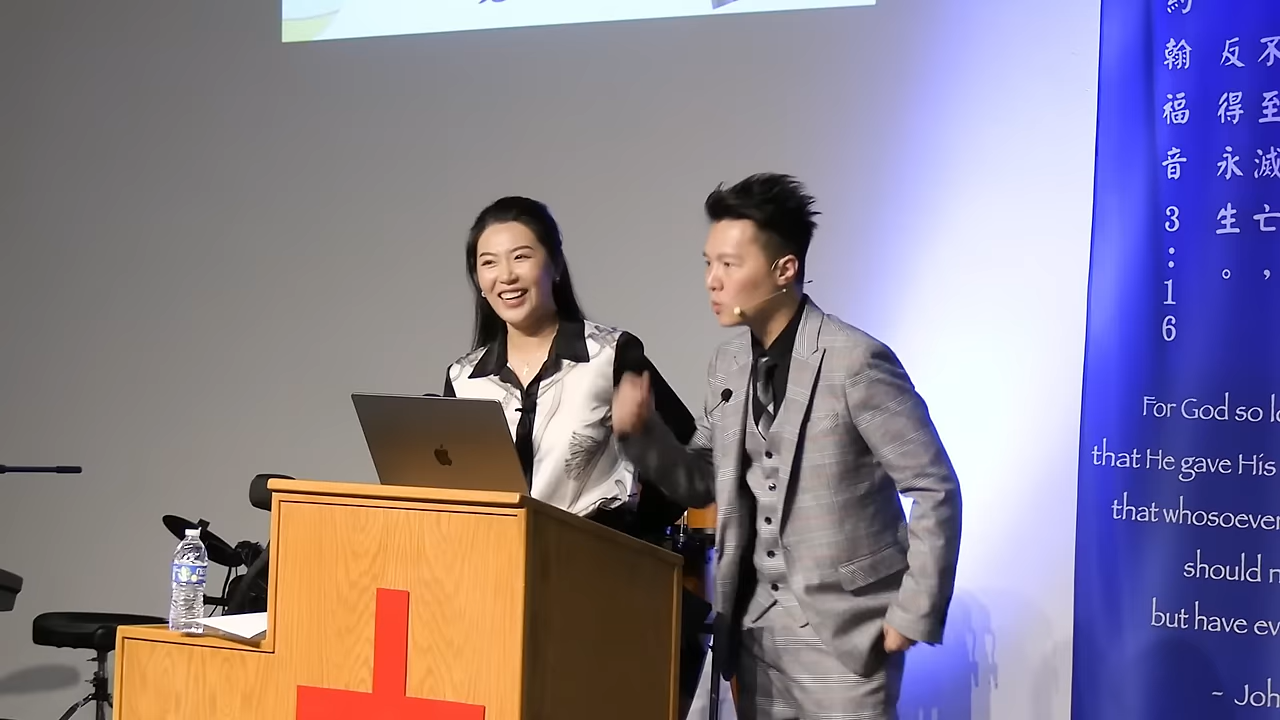 約翰福音3:16
不至滅亡，
反得永生。
For God so
that He gave His
that whosoever
should
but have
~ Joh